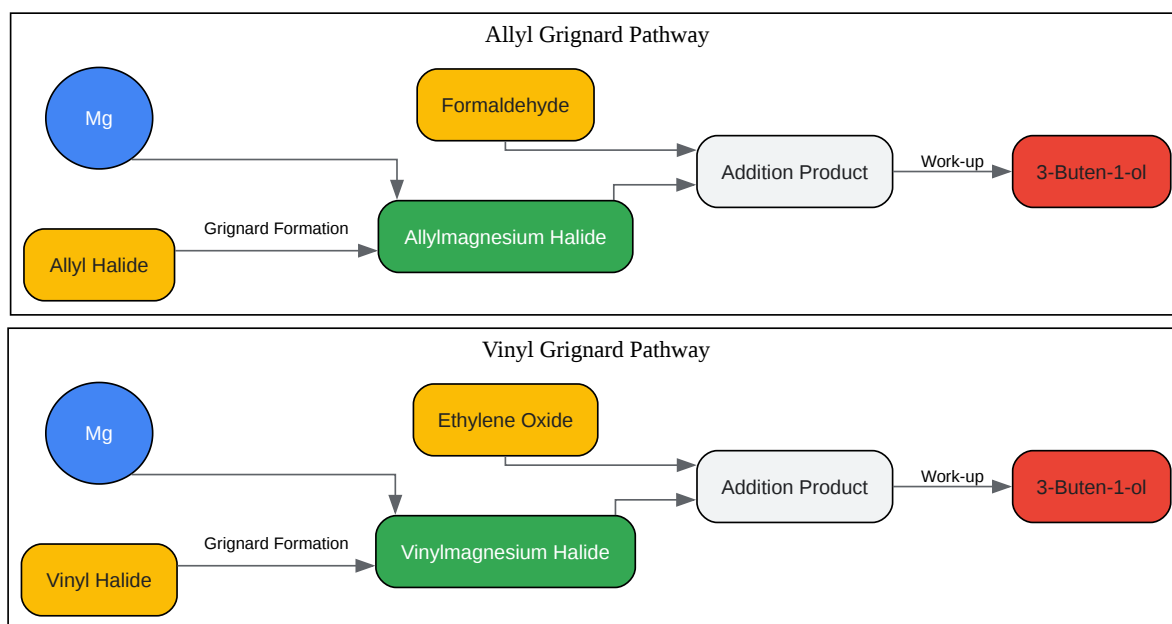 Allyl Grignard Pathway
Mg
Formaldehyde
Addition Product
Work-up
3-Buten-1-ol
Grignard Formation
Allylmagnesium Halide
Allyl Halide
Vinyl Grignard Pathway
Mg
Ethylene Oxide
Addition Product
Work-up
3-Buten-1-ol
Grignard Formation
Vinylmagnesium Halide
Vinyl Halide